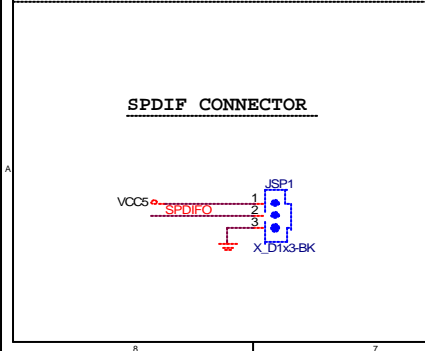 SPDIF CONNECTOR
A
JSP1
VCC5
1
SPDIFO
2
3
X_D1x3-BK
8
7